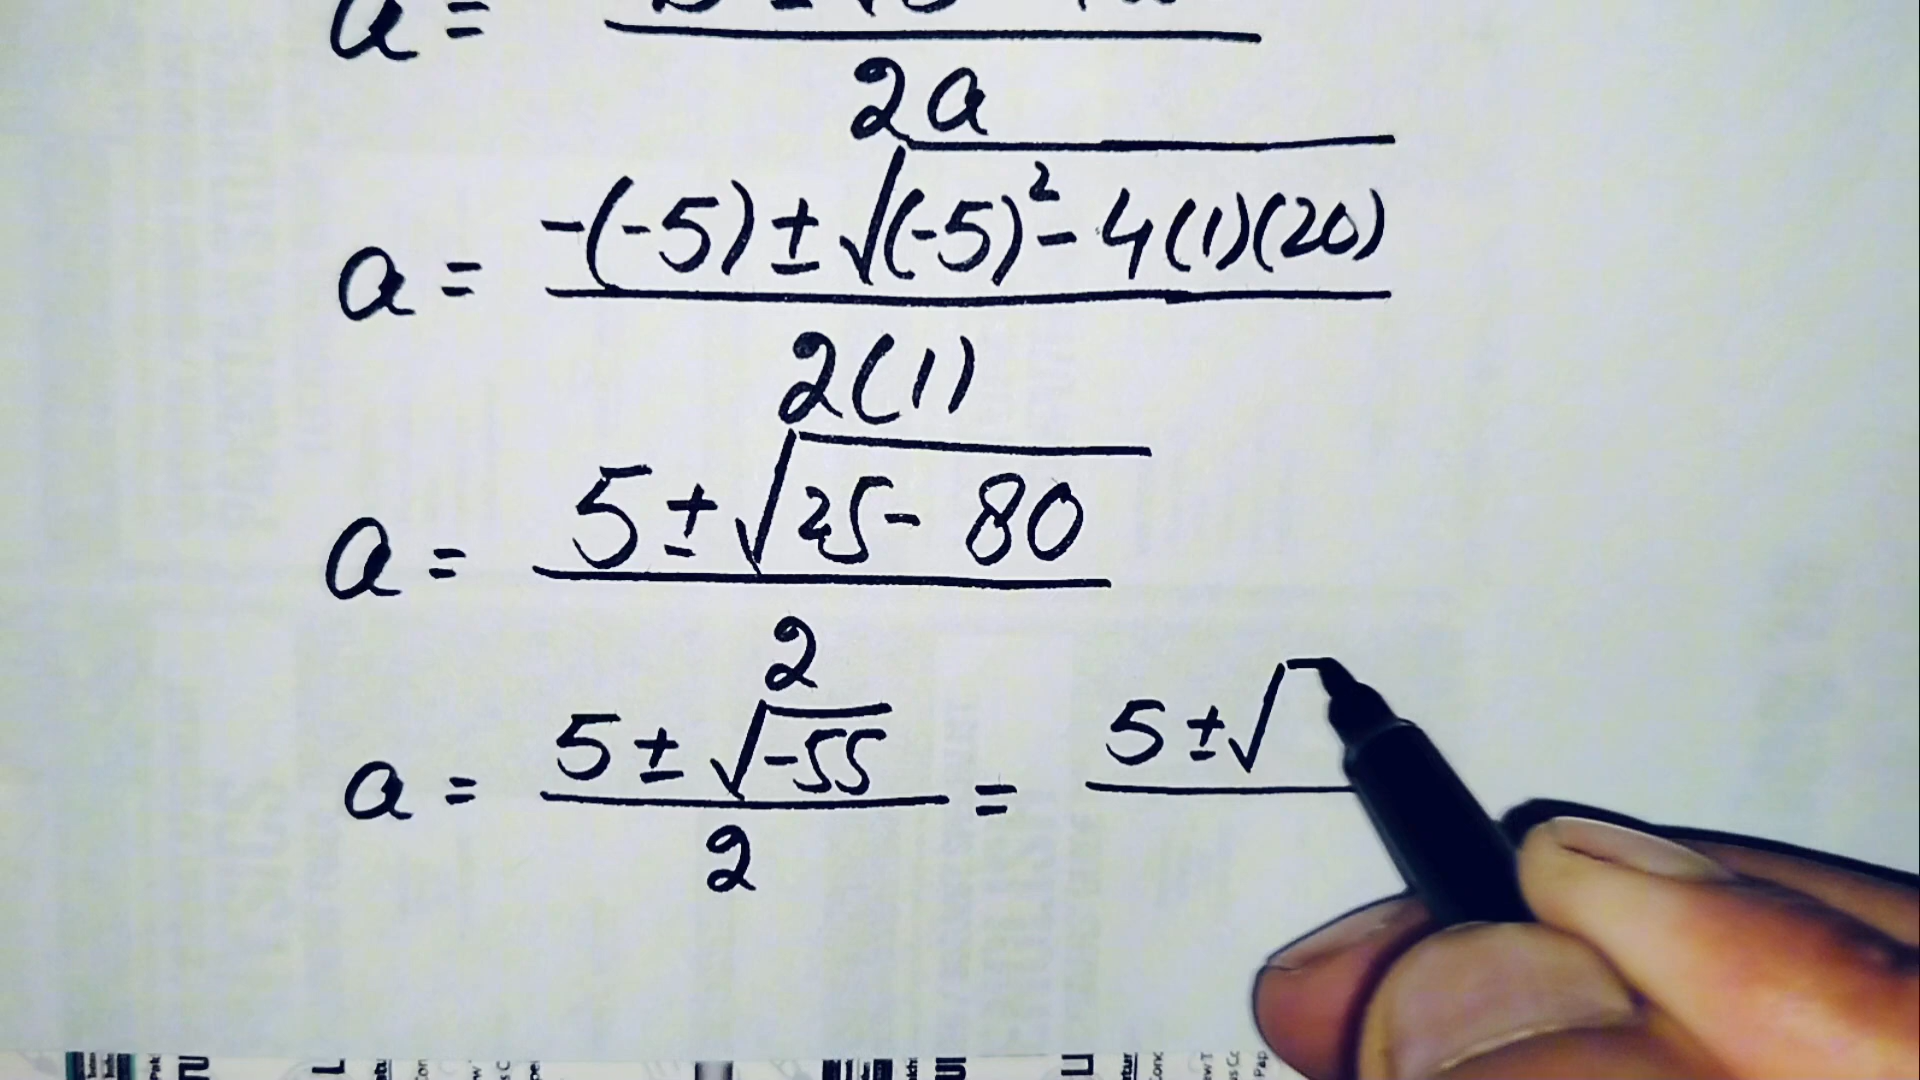 a =
2a
a = -(-5) ± √(-5)² - 4(1)(20)
2(1)
a = 5 ± √25 - 80
2
a = 5 ± √-55 = 5 ± √
2